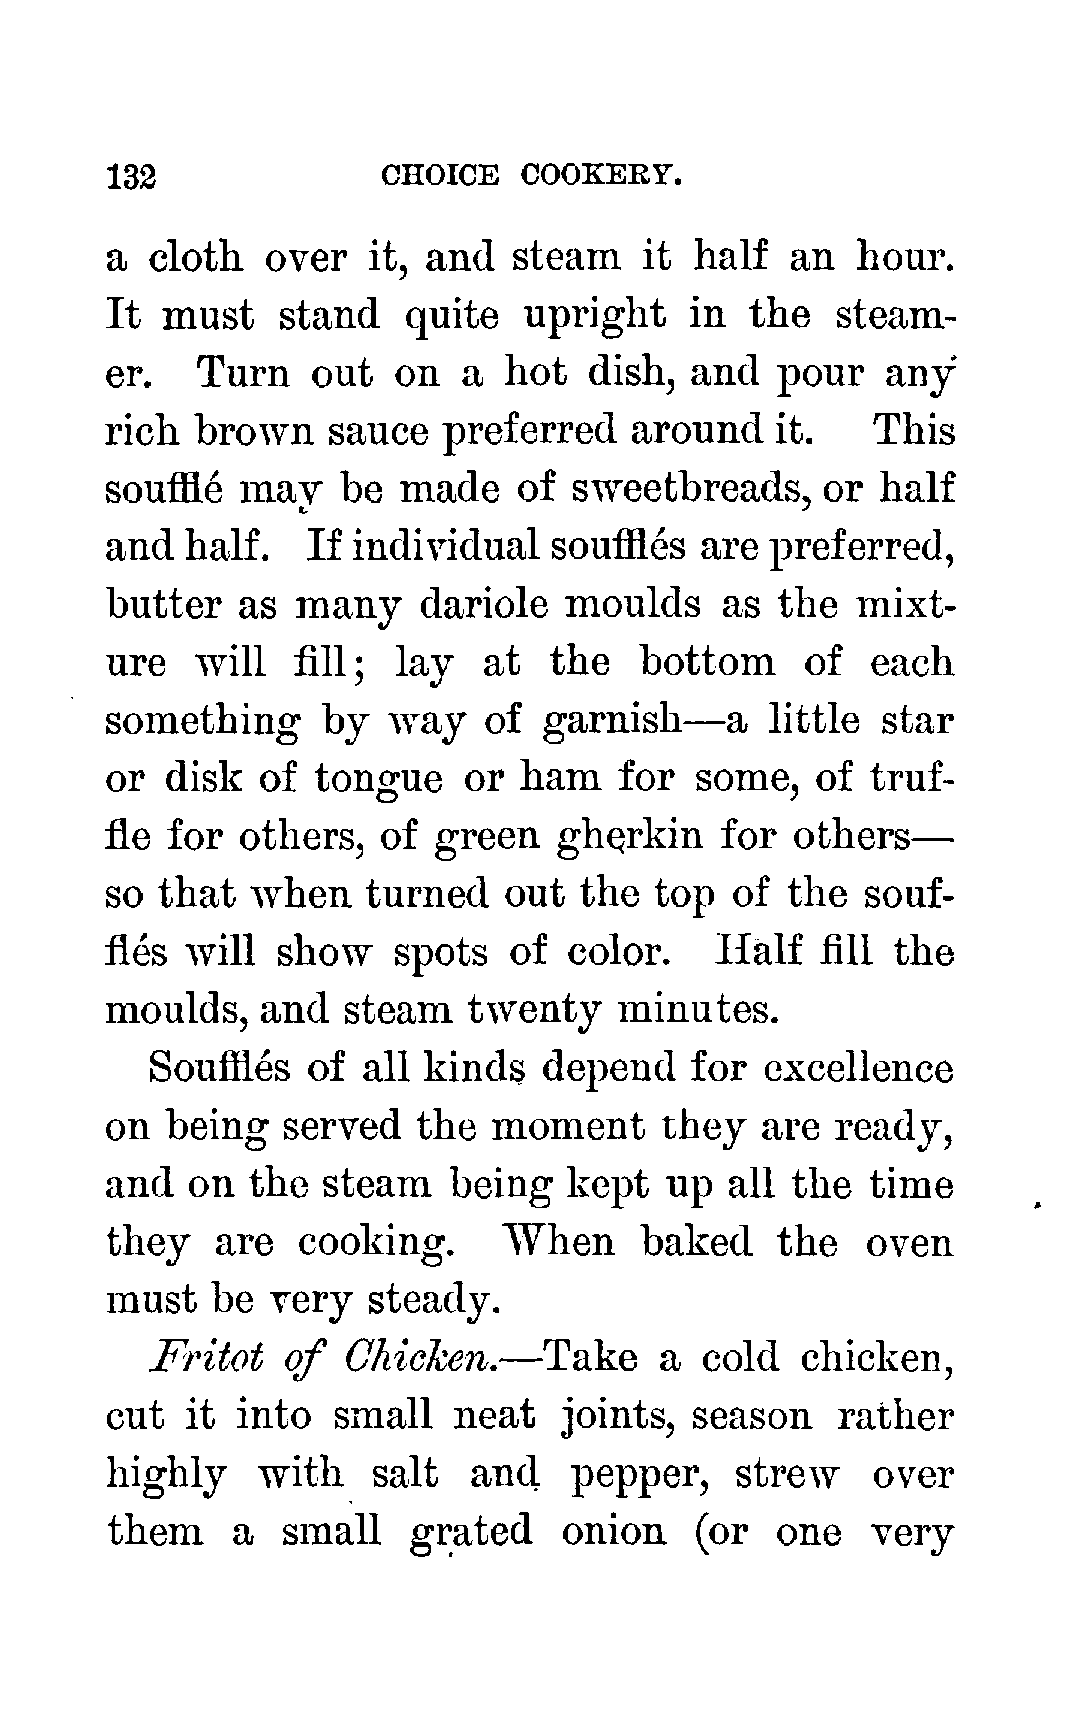 132 CHOICE COOKERY.
a cloth over it, and steam it half an hour.
It must stand quite upright in the steam-
er. Turn out on a hot dish, and pour any
rich brown sauce preferred around it. This
soufflé may be made of sweetbreads, or half
and half. If individual soufflés are preferred,
butter as many dariole moulds as the mixt-
ure will fill; lay at the bottom of each
something by way of garnish—a little star
or disk of tongue or ham for some, of truf-
fle for others, of green gherkin for others—
so that when turned out the top of the souf-
flés will show spots of color. Half fill the
moulds, and steam twenty minutes.
Soufflés of all kinds depend for excellence
on being served the moment they are ready,
and on the steam being kept up all the time
they are cooking. When baked the oven
must be very steady.
Fritot of Chicken.—Take a cold chicken,
cut it into small neat joints, season rather
highly with salt and pepper, strew over
them a small grated onion (or one very